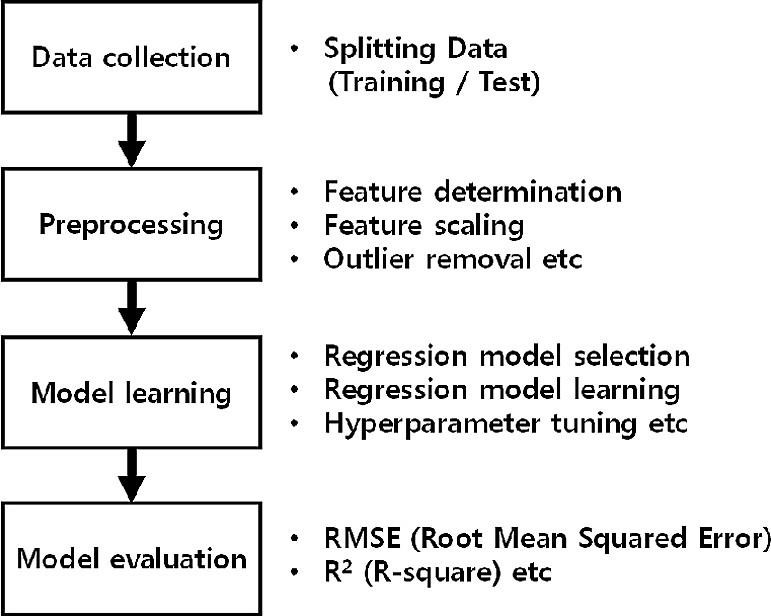 Data collection
• Splitting Data
(Training / Test)
Preprocessing
• Feature determination
• Feature scaling
• Outlier removal etc
Model learning
• Regression model selection
• Regression model learning
• Hyperparameter tuning etc
Model evaluation
• RMSE (Root Mean Squared Error)
• R² (R-square) etc